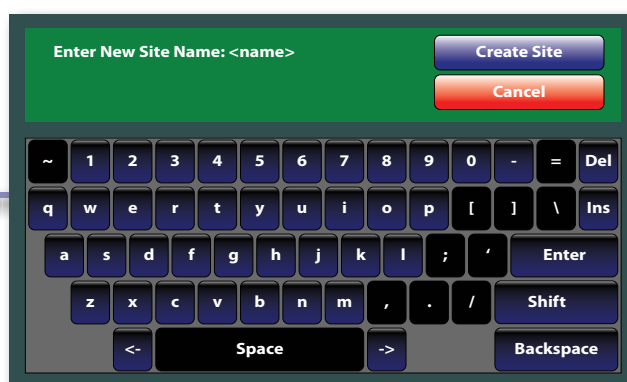 Enter New Site Name: <name> Create Site
Cancel
~ 1 2 3 4 5 6 7 8 9 0 - = Del
q w e r t y u i o p [ ] \ Ins
a s d f g h j k l ; ‘ Enter
z x c v b n m , . / Shift
<- Space -> Backspace